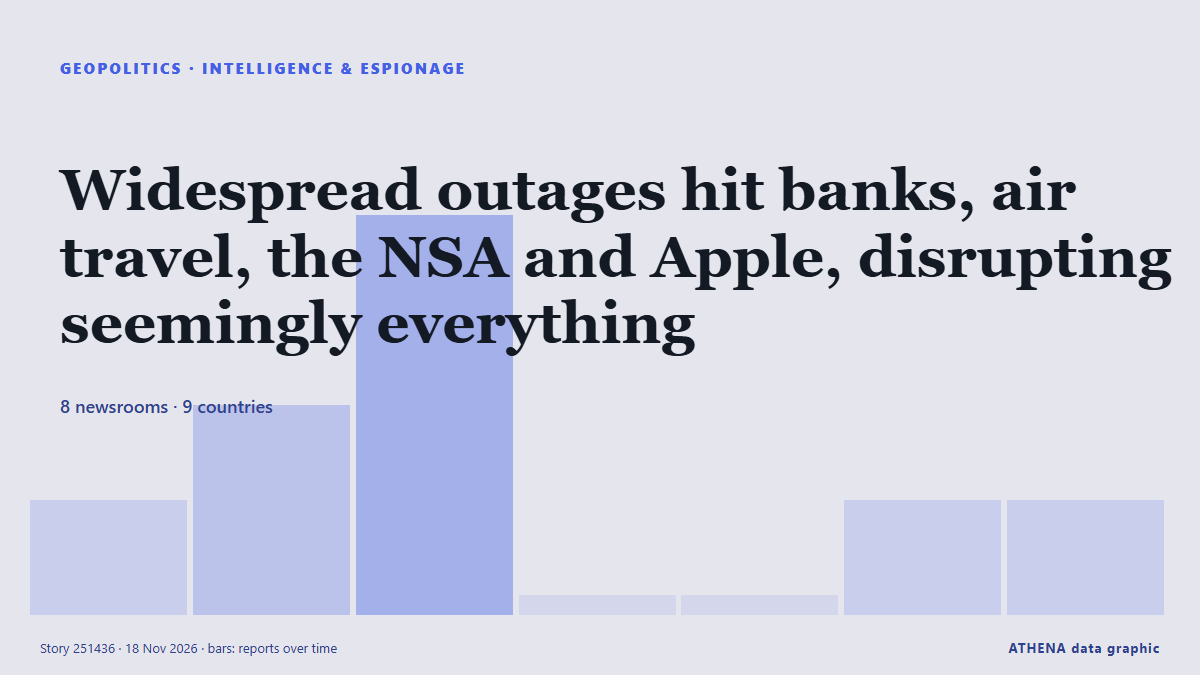 GEOPOLITICS · INTELLIGENCE & ESPIONAGE
Widespread outages hit banks, air
travel, the NSA and Apple, disrupting
seemingly everything
8 newsrooms · 9 countries
Story 251436 · 18 Nov 2026 · bars: reports over time
ATHENA data graphic